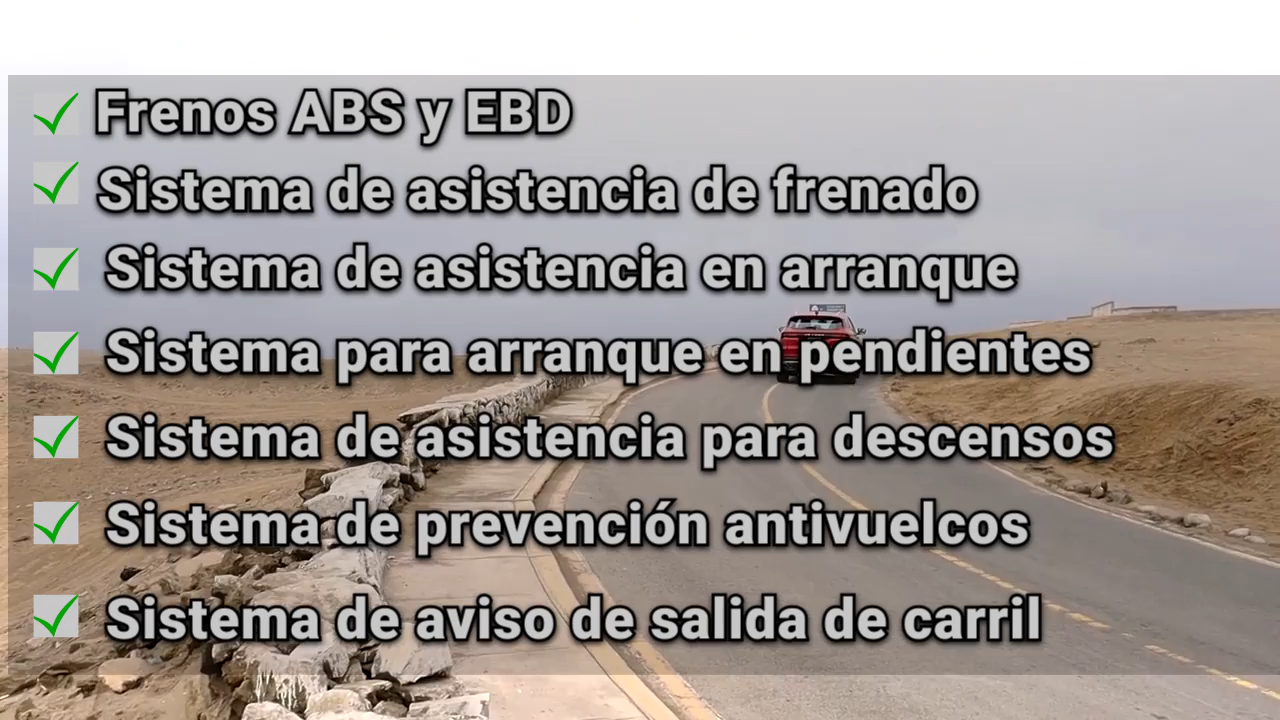 Frenos ABS y EBD
Sistema de asistencia de frenado
Sistema de asistencia en arranque
Sistema para arranque en pendientes
Sistema de asistencia para descensos
Sistema de prevención antivuelcos
Sistema de aviso de salida de carril